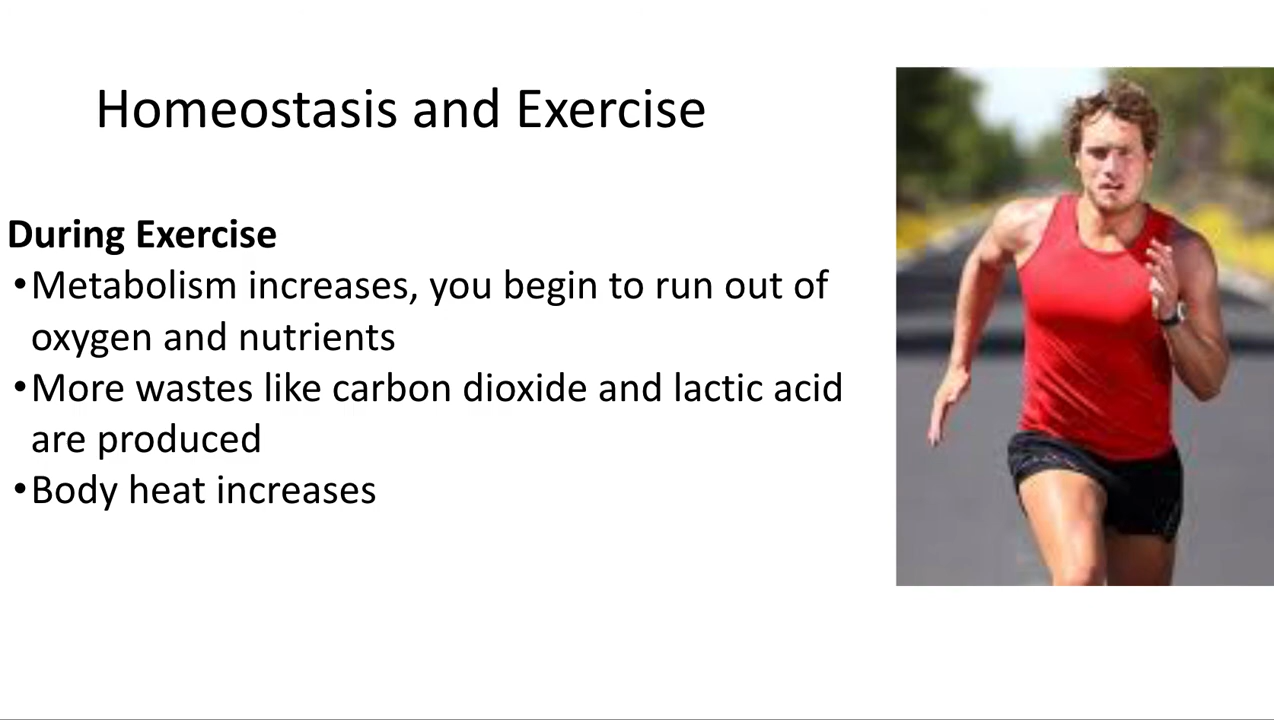 Homeostasis and Exercise
During Exercise
•Metabolism increases, you begin to run out of
oxygen and nutrients
•More wastes like carbon dioxide and lactic acid
are produced
•Body heat increases